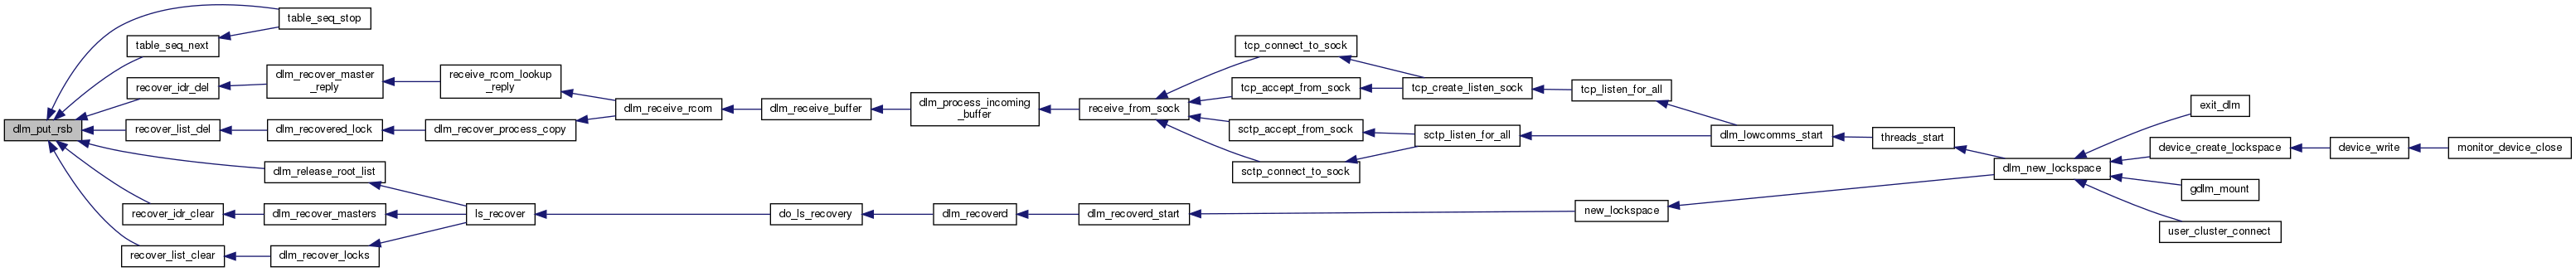 dlm_put_rsb
table_seq_stop
table_seq_next
recover_idr_del
recover_list_del
dlm_release_root_list
recover_idr_clear
recover_list_clear
dlm_recover_master
_reply
dlm_recovered_lock
dlm_recover_masters
dlm_recover_locks
receive_rcom_lookup
_reply
dlm_recover_process_copy
ls_recover
dlm_receive_rcom
dlm_receive_buffer
do_ls_recovery
dlm_process_incoming
_buffer
dlm_recoverd
receive_from_sock
dlm_recoverd_start
tcp_connect_to_sock
tcp_accept_from_sock
sctp_accept_from_sock
sctp_connect_to_sock
tcp_create_listen_sock
sctp_listen_for_all
tcp_listen_for_all
new_lockspace
dlm_lowcomms_start
threads_start
dlm_new_lockspace
exit_dlm
device_create_lockspace
gdlm_mount
user_cluster_connect
device_write
monitor_device_close